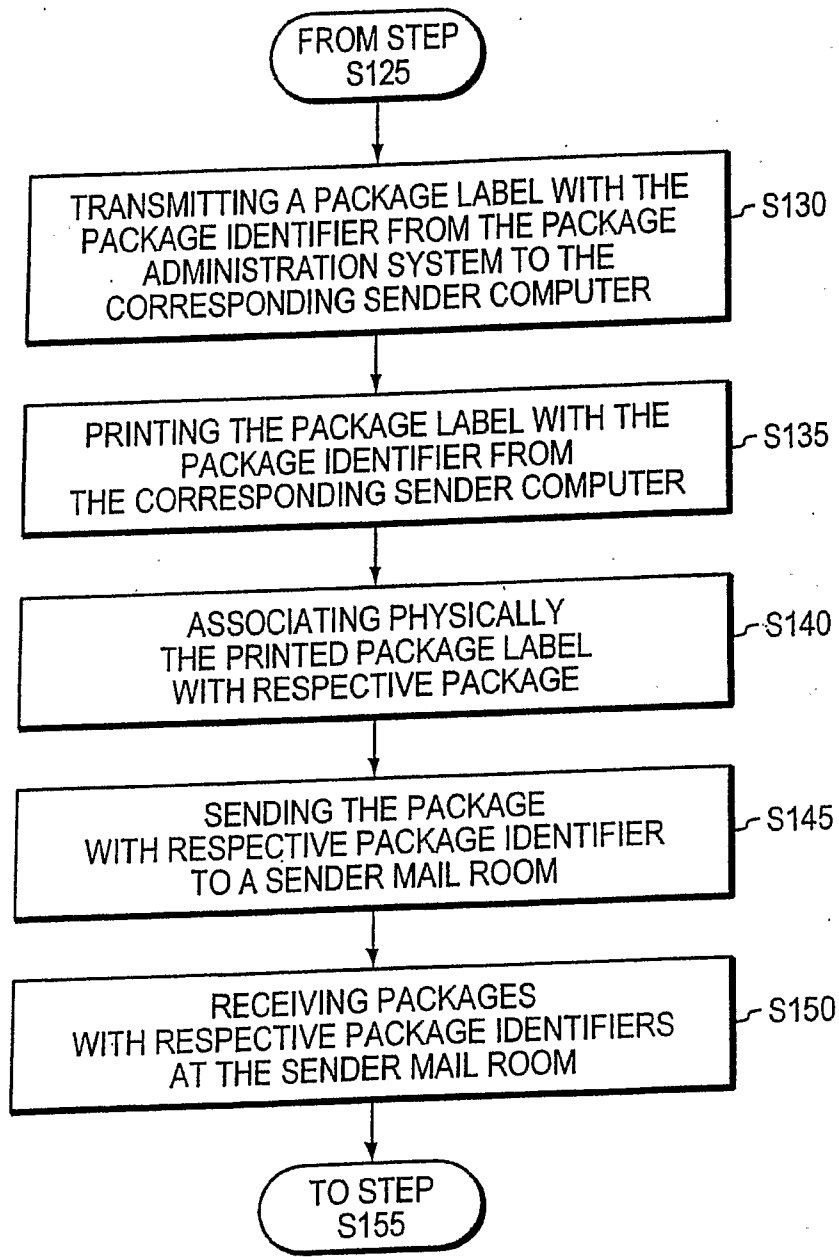 FROM STEP
S125
TRANSMITTING A PACKAGE LABEL WITH THE
PACKAGE IDENTIFIER FROM THE PACKAGE
ADMINISTRATION SYSTEM TO THE
CORRESPONDING SENDER COMPUTER
S130
PRINTING THE PACKAGE LABEL WITH THE
PACKAGE IDENTIFIER FROM
THE CORRESPONDING SENDER COMPUTER
S135
ASSOCIATING PHYSICALLY
THE PRINTED PACKAGE LABEL
WITH RESPECTIVE PACKAGE
S140
SENDING THE PACKAGE
WITH RESPECTIVE PACKAGE IDENTIFIER
TO A SENDER MAIL ROOM
S145
RECEIVING PACKAGES
WITH RESPECTIVE PACKAGE IDENTIFIERS
AT THE SENDER MAIL ROOM
S150
TO STEP
S155